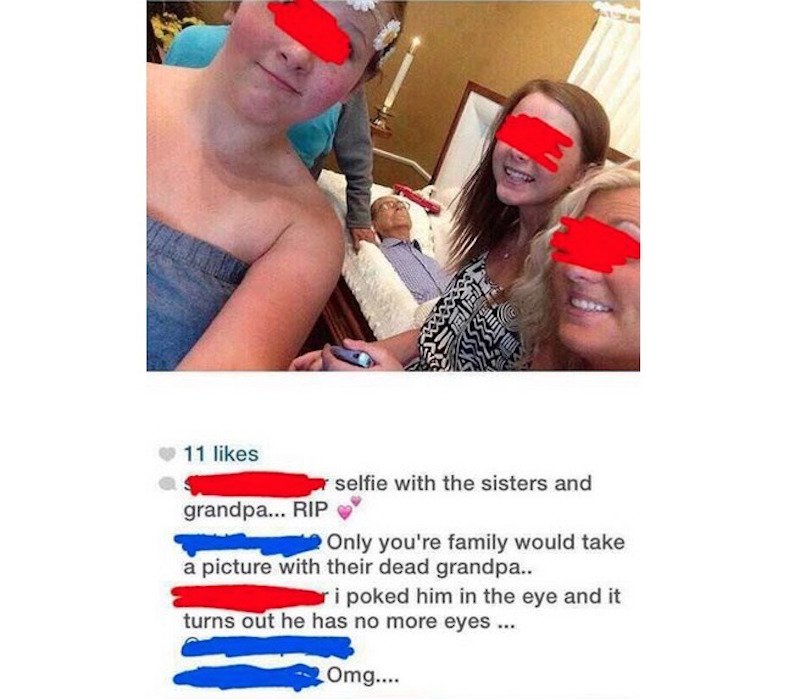 11 likes
selfie with the sisters and
grandpa... RIP 💕
Only you're family would take
a picture with their dead grandpa..
i poked him in the eye and it
turns out he has no more eyes ...
Omg....